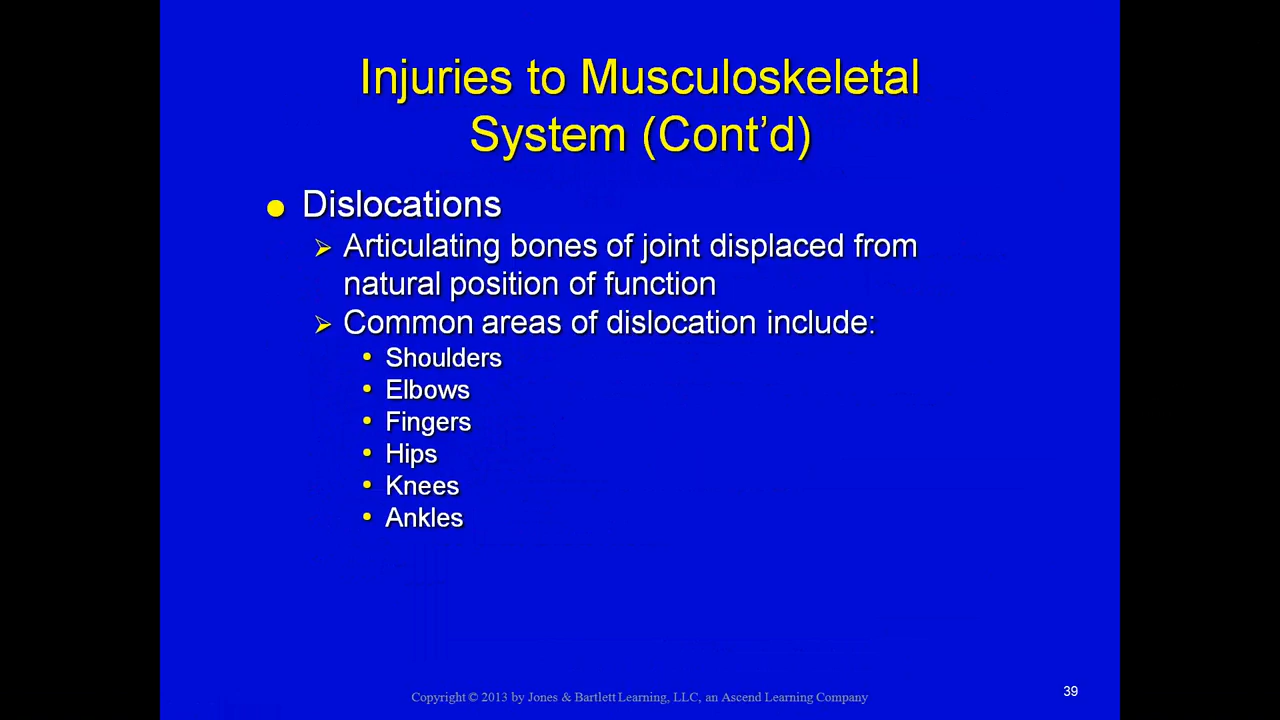 Injuries to Musculoskeletal
System (Cont’d)
Dislocations
Articulating bones of joint displaced from
natural position of function
Common areas of dislocation include:
Shoulders
Elbows
Fingers
Hips
Knees
Ankles
Copyright © 2013 by Jones & Bartlett Learning, LLC, an Ascend Learning Company
39